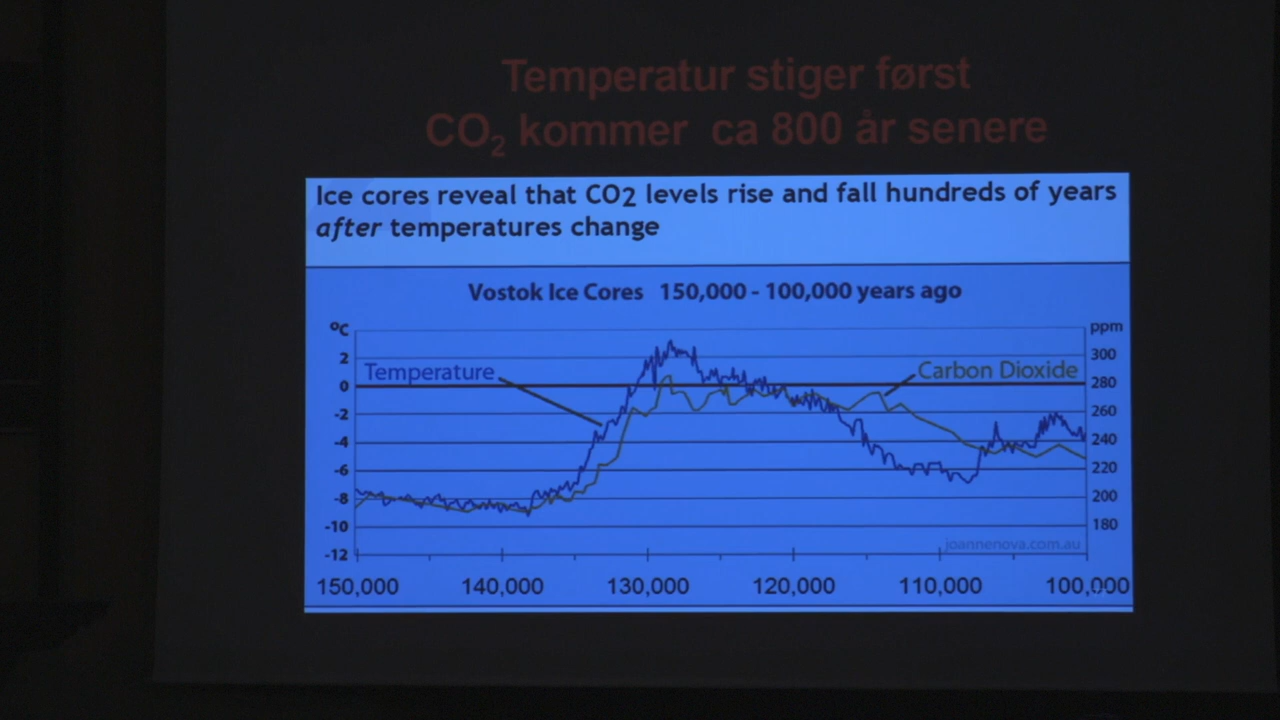 Temperatur stiger først
CO2 kommer ca 800 år senere
Ice cores reveal that CO2 levels rise and fall hundreds of years
after temperatures change
Vostok Ice Cores 150,000 - 100,000 years ago
ºC
ppm
2
0
-2
-4
-6
-8
-10
-12
300
280
260
240
220
200
180
Temperature
Carbon Dioxide
joannenova.com.au
150,000 140,000 130,000 120,000 110,000 100,000